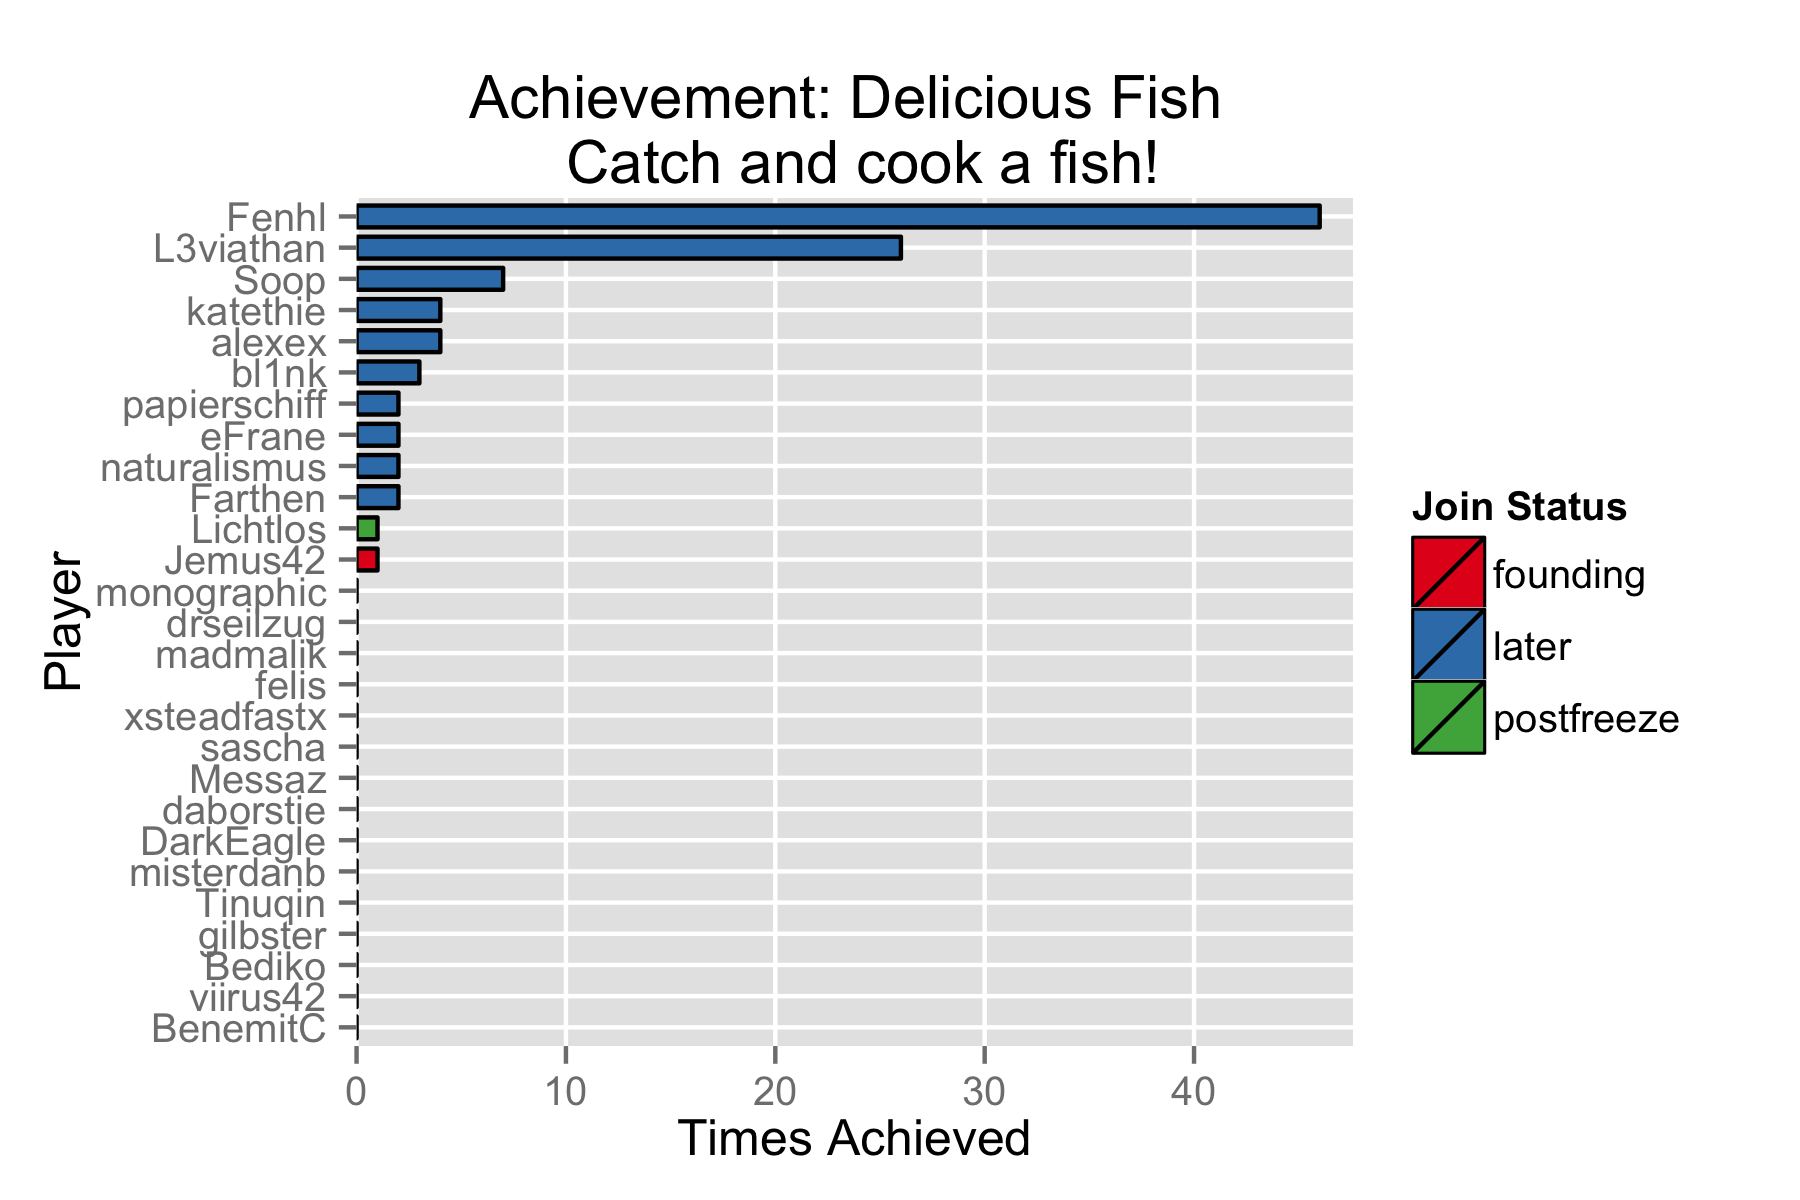 Achievement: Delicious Fish
Catch and cook a fish!
Fenhl
L3viathan
Soop
katethie
alexex
bl1nk
papierschiff
eFrane
naturalismus
Farthen
Lichtlos
Jemus42
monographic
drseilzug
madmalik
felis
xsteadfastx
sascha
Messaz
daborstie
DarkEagle
misterdanb
Tinuqin
gilbster
Bediko
viirus42
BenemitC
Player
0 10 20 30 40
Times Achieved
Join Status
founding
later
postfreeze